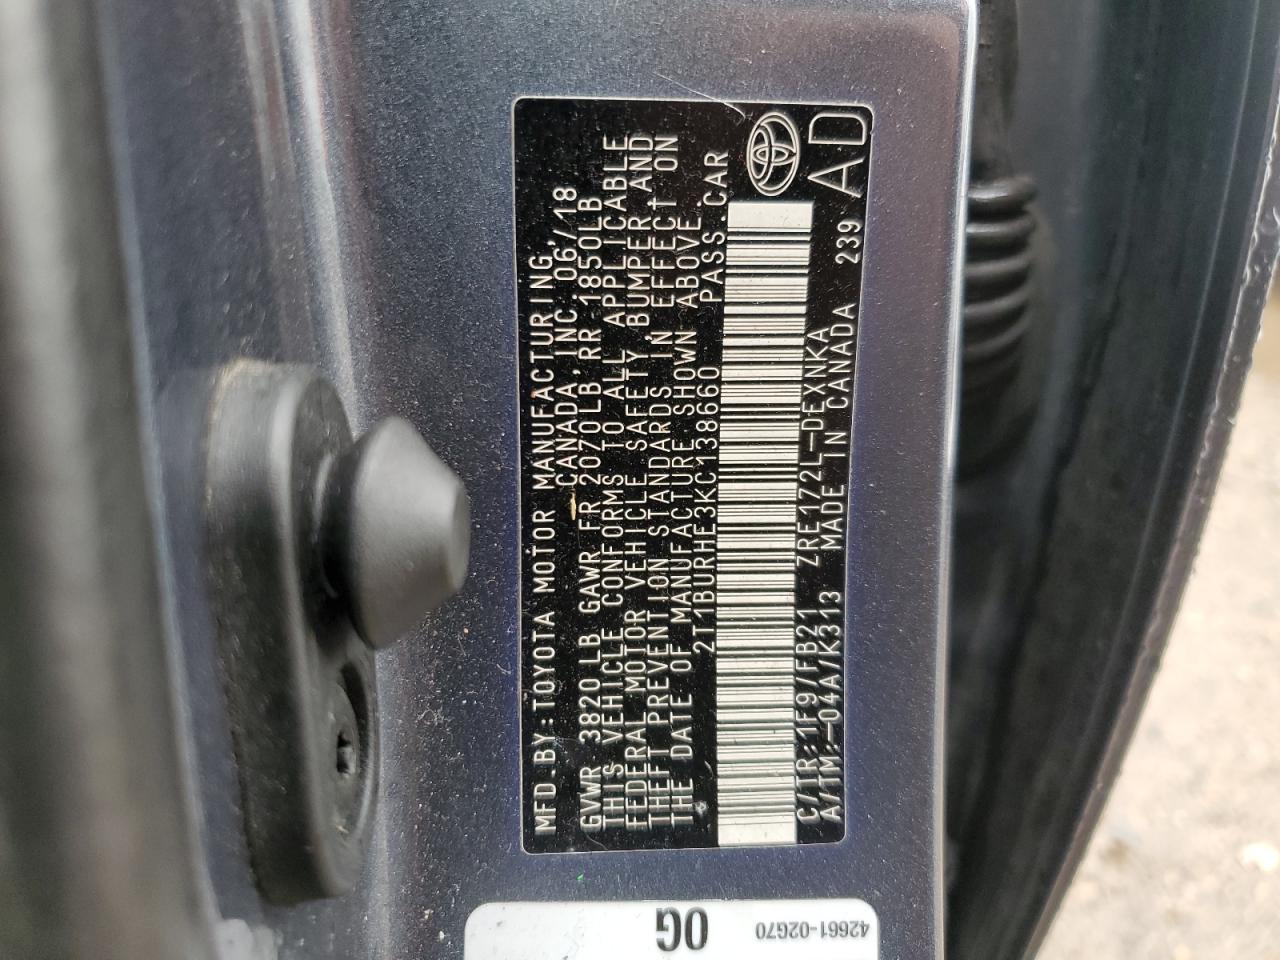 MFD.BY:TOYOTA MOTOR MANUFACTURING
CANADA,INC.06/18
GVWR 3820LB GAWR FR 2070LB RR 1850LB
THIS VEHICLE CONFORMS TO ALL APPLICABLE
FEDERAL MOTOR VEHICLE SAFETY, BUMPER AND
THEFT PREVENTION STANDARDS IN EFFECT ON
THE DATE OF MANUFACTURE SHOWN ABOVE.
2T1BURHE3KC138660 PASS.CAR
C/TR:1F9/FB21 ZRE172L-DEXNKA 239
A/TM:-04A/K313 MADE IN CANADA
AD
0G
42661-02G70